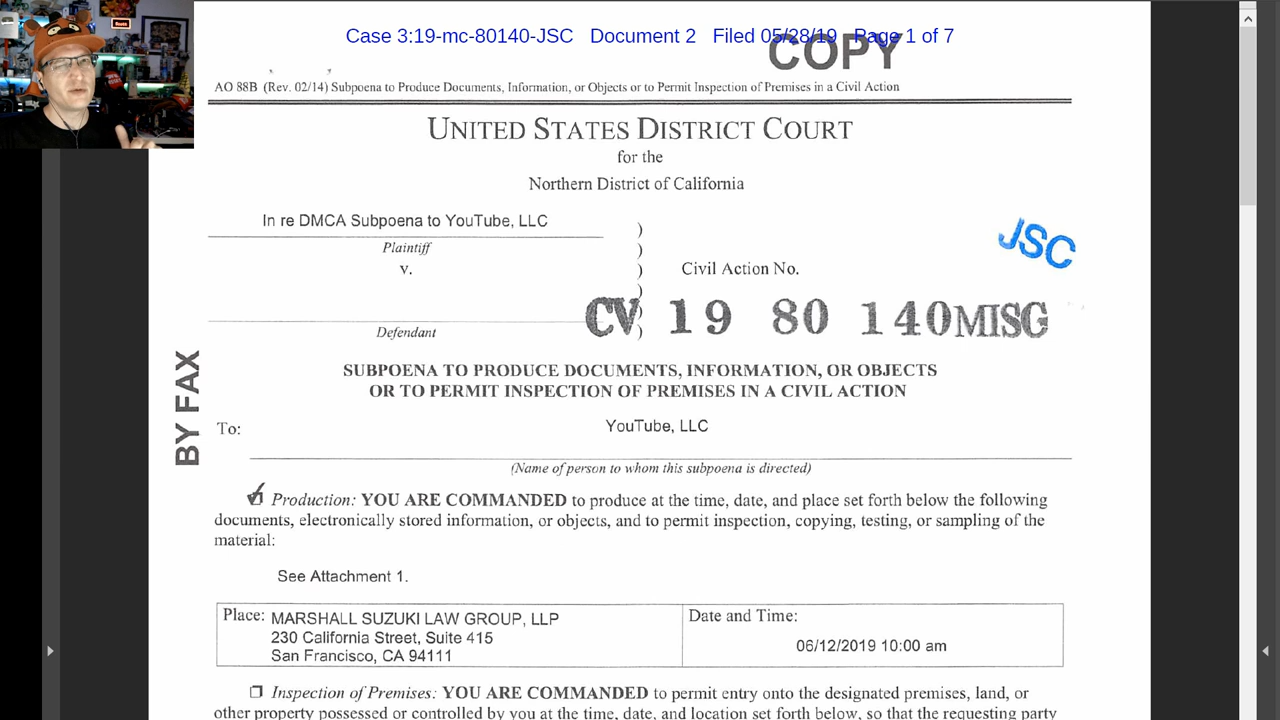 Case 3:19-mc-80140-JSC Document 2 Filed 05/28/19 Page 1 of 7
COPY
AO 88B (Rev. 02/14) Subpoena to Produce Documents, Information, or Objects or to Permit Inspection of Premises in a Civil Action
UNITED STATES DISTRICT COURT
for the
Northern District of California
In re DMCA Subpoena to YouTube, LLC
Plaintiff
v.
Defendant
)
)
)
)
)
)
Civil Action No.
JSC
CV 19 80 140MISG
SUBPOENA TO PRODUCE DOCUMENTS, INFORMATION, OR OBJECTS
OR TO PERMIT INSPECTION OF PREMISES IN A CIVIL ACTION
BY FAX
To:
YouTube, LLC
(Name of person to whom this subpoena is directed)
Production: YOU ARE COMMANDED to produce at the time, date, and place set forth below the following
documents, electronically stored information, or objects, and to permit inspection, copying, testing, or sampling of the
material:
See Attachment 1.
Place: MARSHALL SUZUKI LAW GROUP, LLP
230 California Street, Suite 415
San Francisco, CA 94111
Date and Time:
06/12/2019 10:00 am
Inspection of Premises: YOU ARE COMMANDED to permit entry onto the designated premises, land, or
other property possessed or controlled by you at the time, date, and location set forth below, so that the requesting party